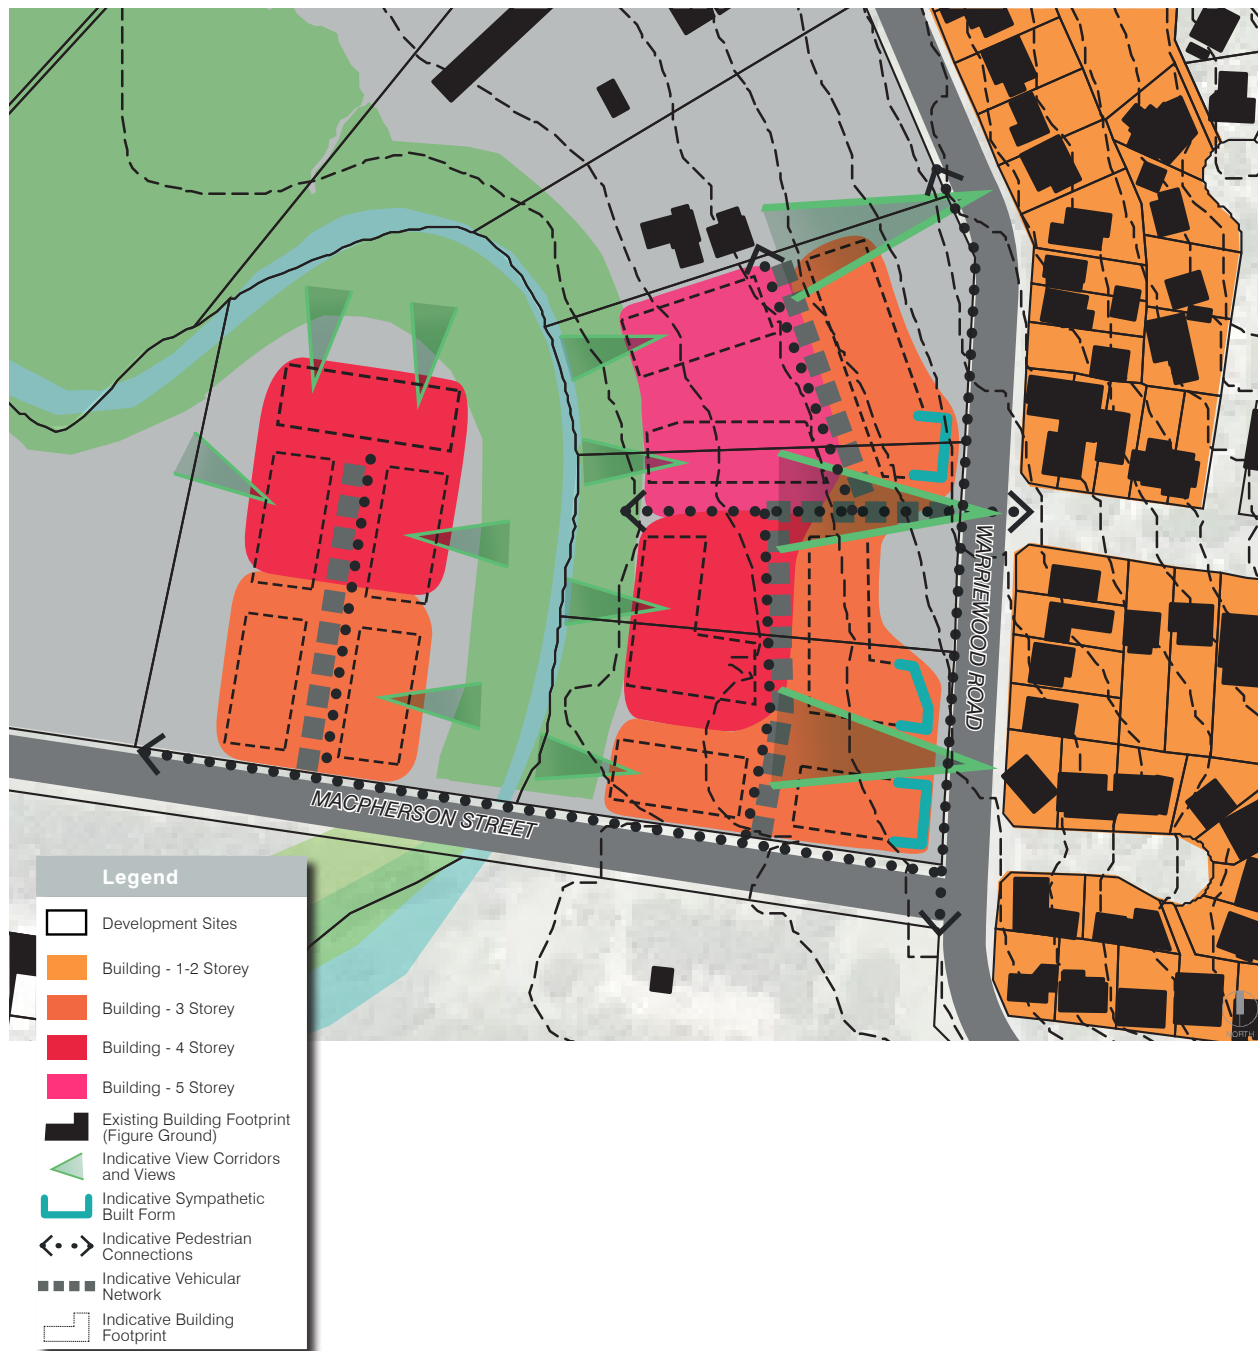 WARRIEWOOD ROAD
MACPHERSON STREET
NORTH
Legend
Development Sites
Building - 1-2 Storey
Building - 3 Storey
Building - 4 Storey
Building - 5 Storey
Existing Building Footprint
(Figure Ground)
Indicative View Corridors
and Views
Indicative Sympathetic
Built Form
Indicative Pedestrian
Connections
Indicative Vehicular
Network
Indicative Building
Footprint